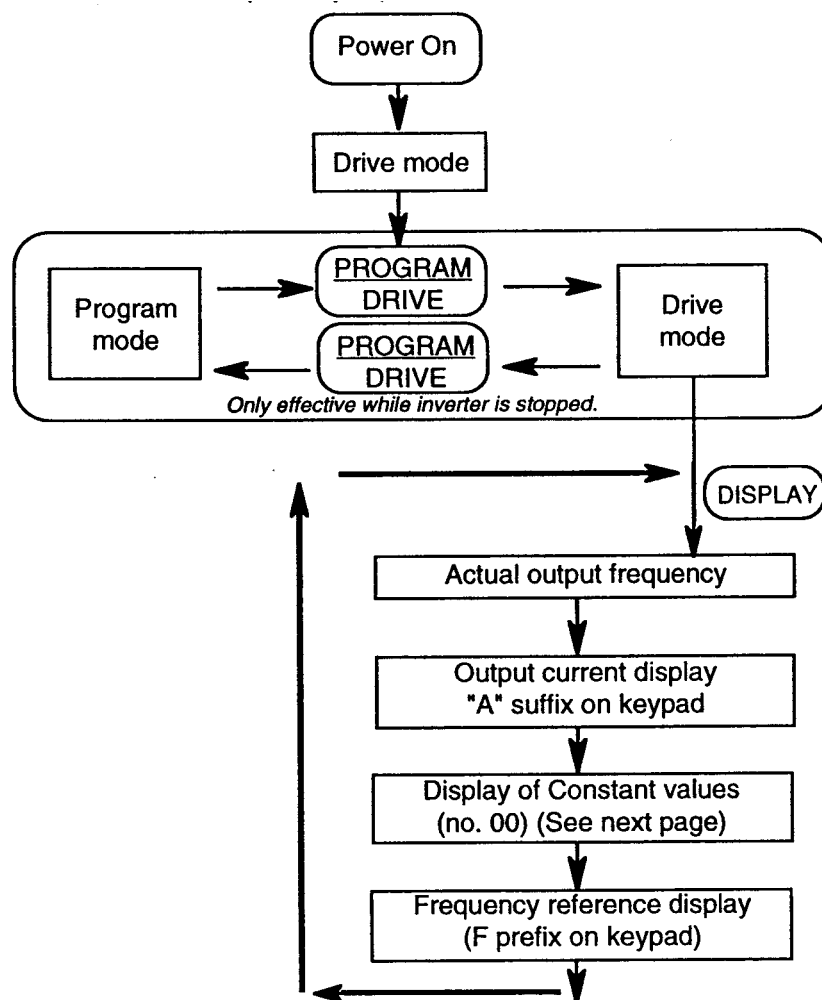 Power On
Drive mode
PROGRAM
DRIVE
Program
mode
Drive
mode
PROGRAM
DRIVE
Only effective while inverter is stopped.
DISPLAY
Actual output frequency
Output current display
"A" suffix on keypad
Display of Constant values
(no. 00) (See next page)
Frequency reference display
(F prefix on keypad)